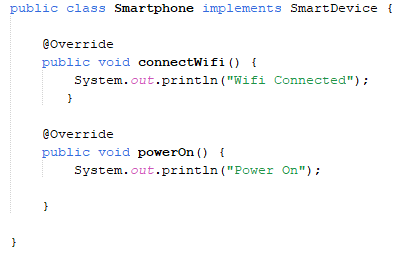 public class Smartphone implements SmartDevice {
@Override
public void connectWifi() {
System.out.println("Wifi Connected");
}
@Override
public void powerOn() {
System.out.println("Power On");
}
}